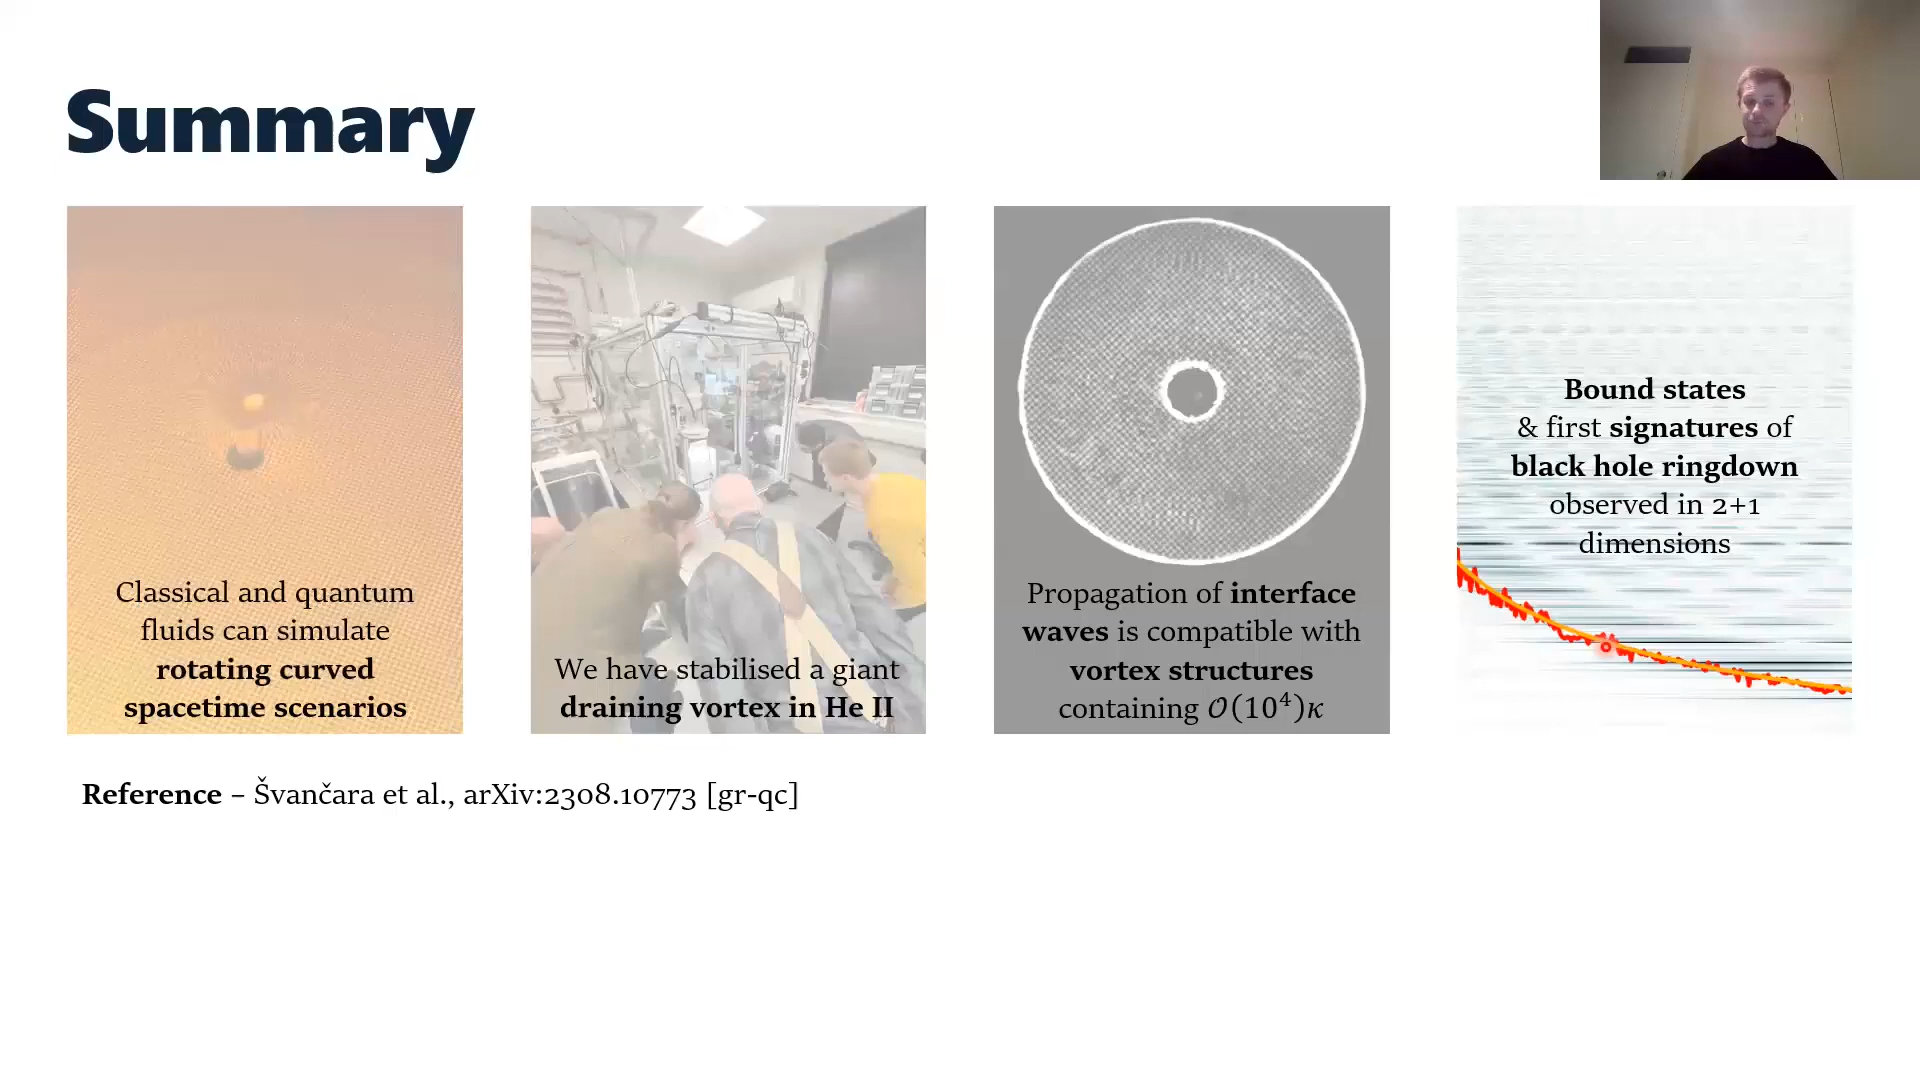 Summary
Classical and quantum
fluids can simulate
rotating curved
spacetime scenarios
We have stabilised a giant
draining vortex in He II
Propagation of interface
waves is compatible with
vortex structures
containing 𝒪(10⁴)κ
Bound states
& first signatures of
black hole ringdown
observed in 2+1
dimensions
Reference – Švančara et al., arXiv:2308.10773 [gr-qc]